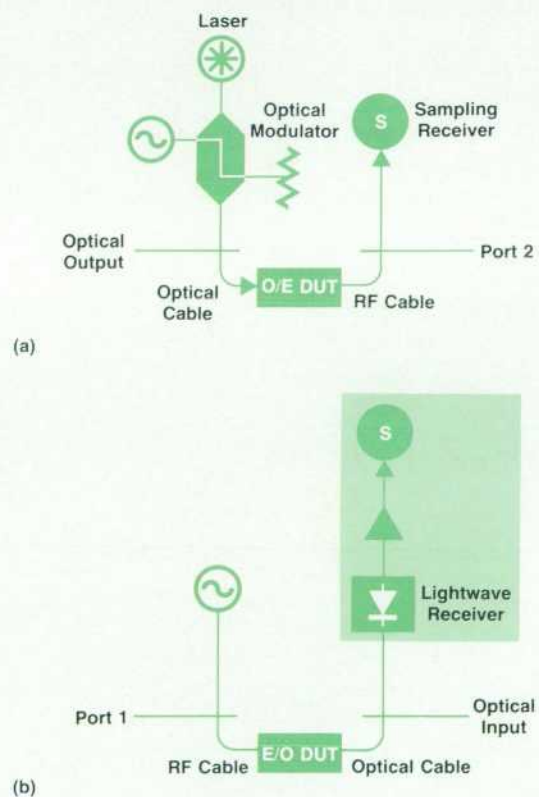 Laser
Optical
Modulator
S
Sampling
Receiver
Optical
Output
Port 2
Optical
Cable
O/E DUT
RF Cable
(a)
S
Lightwave
Receiver
Port 1
Optical
Input
RF Cable
E/O DUT
Optical Cable
(b)